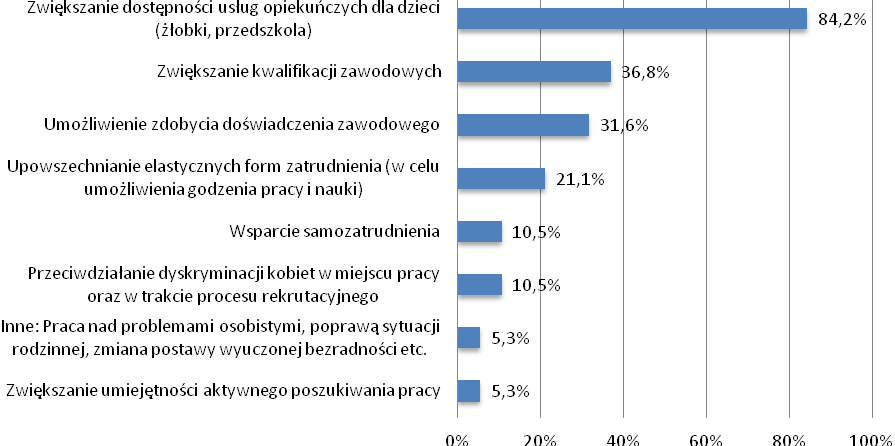 Zwiększanie dostępności usług opiekuńczych dla dzieci
(żłobki, przedszkola)
84,2%
Zwiększanie kwalifikacji zawodowych
36,8%
Umożliwienie zdobycia doświadczenia zawodowego
31,6%
Upowszechnianie elastycznych form zatrudnienia (w celu
umożliwienia godzenia pracy i nauki)
21,1%
Wsparcie samozatrudnienia
10,5%
Przeciwdziałanie dyskryminacji kobiet w miejscu pracy
oraz w trakcie procesu rekrutacyjnego
10,5%
Inne: Praca nad problemami osobistymi, poprawą sytuacji
rodzinnej, zmiana postawy wyuczonej bezradności etc.
5,3%
Zwiększanie umiejętności aktywnego poszukiwania pracy
5,3%
0% 20% 40% 60% 80% 100%